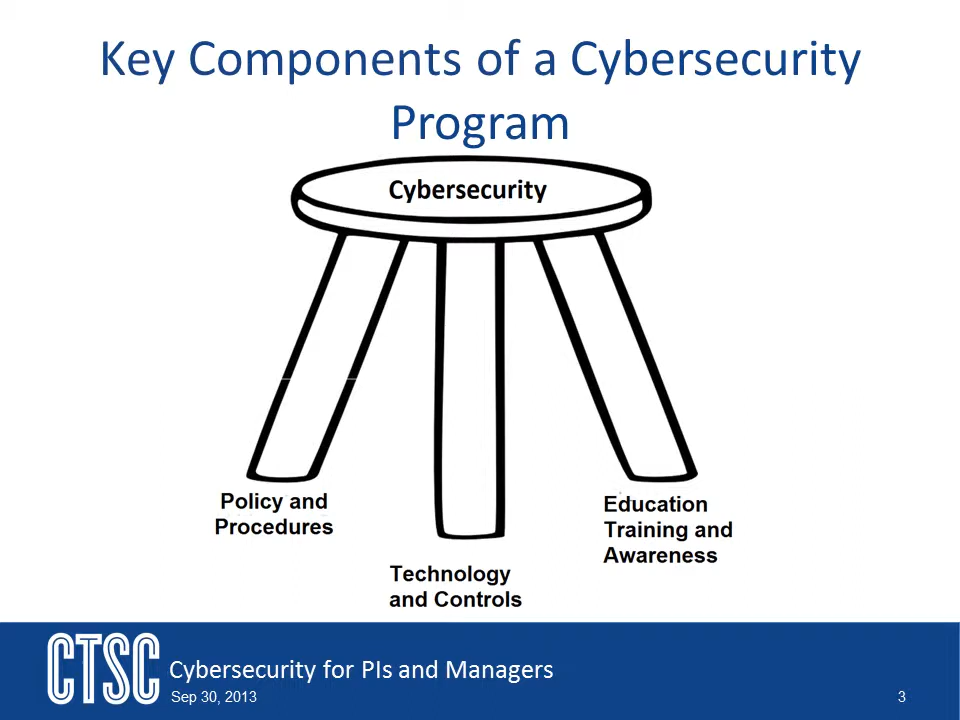 Key Components of a Cybersecurity
Program
Cybersecurity
Policy and
Procedures
Technology
and Controls
Education
Training and
Awareness
CTSC
Cybersecurity for PIs and Managers
Sep 30, 2013
3